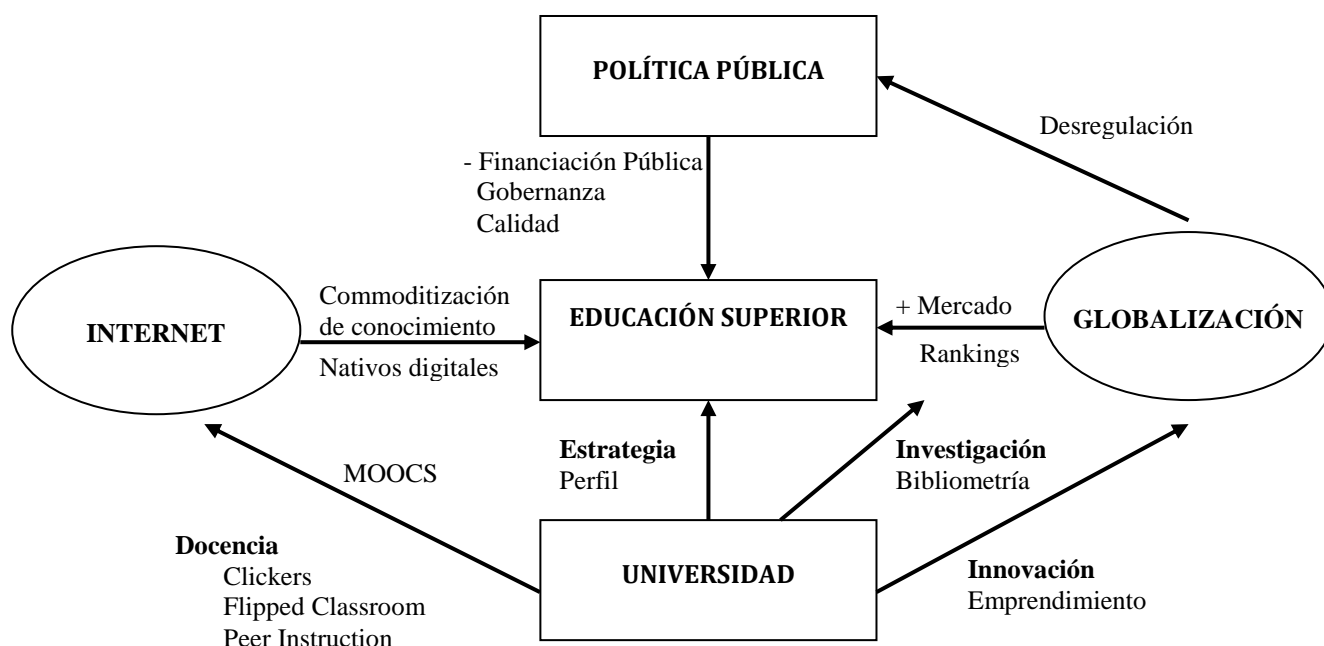 POLÍTICA PÚBLICA
Desregulación
- Financiación Pública
Gobernanza
Calidad
INTERNET
Commoditización
de conocimiento
Nativos digitales
EDUCACIÓN SUPERIOR
+ Mercado
Rankings
GLOBALIZACIÓN
MOOCS
Estrategia
Perfil
Investigación
Bibliometría
Docencia
Clickers
Flipped Classroom
Peer Instruction
UNIVERSIDAD
Innovación
Emprendimiento